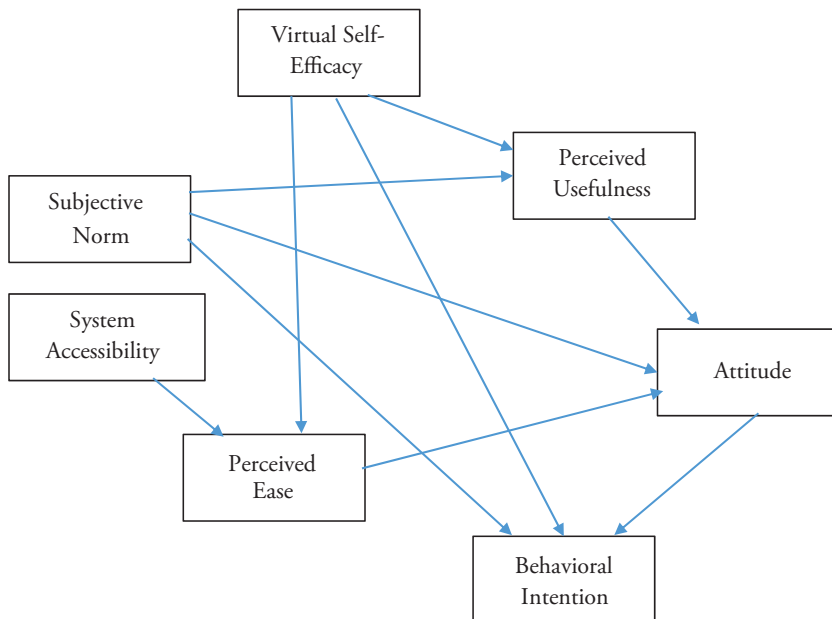 Virtual Self-
Efficacy
Perceived
Usefulness
Subjective
Norm
System
Accessibility
Attitude
Perceived
Ease
Behavioral
Intention